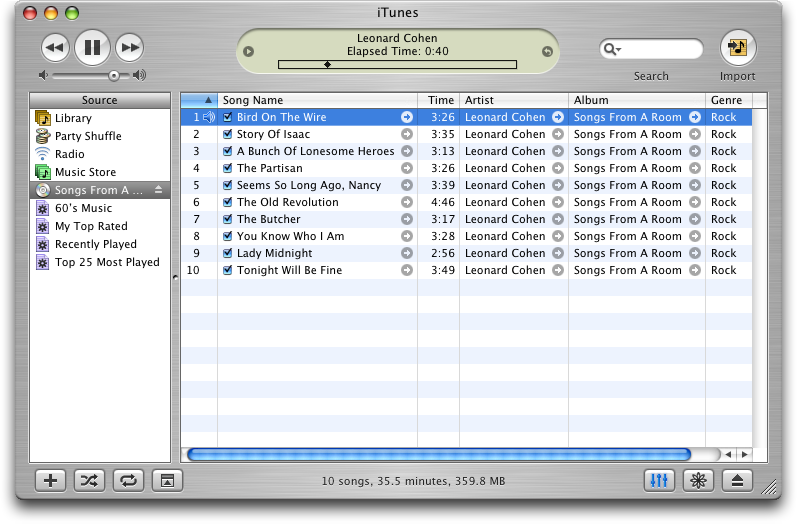 iTunes
Leonard Cohen
Elapsed Time: 0:40
Search
Import
Source
Library
Party Shuffle
Radio
Music Store
Songs From A ...
60's Music
My Top Rated
Recently Played
Top 25 Most Played
Song Name Time Artist Album Genre
1 Bird On The Wire 3:26 Leonard Cohen Songs From A Room Rock
2 Story Of Isaac 3:35 Leonard Cohen Songs From A Room Rock
3 A Bunch Of Lonesome Heroes 3:13 Leonard Cohen Songs From A Room Rock
4 The Partisan 3:26 Leonard Cohen Songs From A Room Rock
5 Seems So Long Ago, Nancy 3:39 Leonard Cohen Songs From A Room Rock
6 The Old Revolution 4:46 Leonard Cohen Songs From A Room Rock
7 The Butcher 3:17 Leonard Cohen Songs From A Room Rock
8 You Know Who I Am 3:28 Leonard Cohen Songs From A Room Rock
9 Lady Midnight 2:56 Leonard Cohen Songs From A Room Rock
10 Tonight Will Be Fine 3:49 Leonard Cohen Songs From A Room Rock
10 songs, 35.5 minutes, 359.8 MB